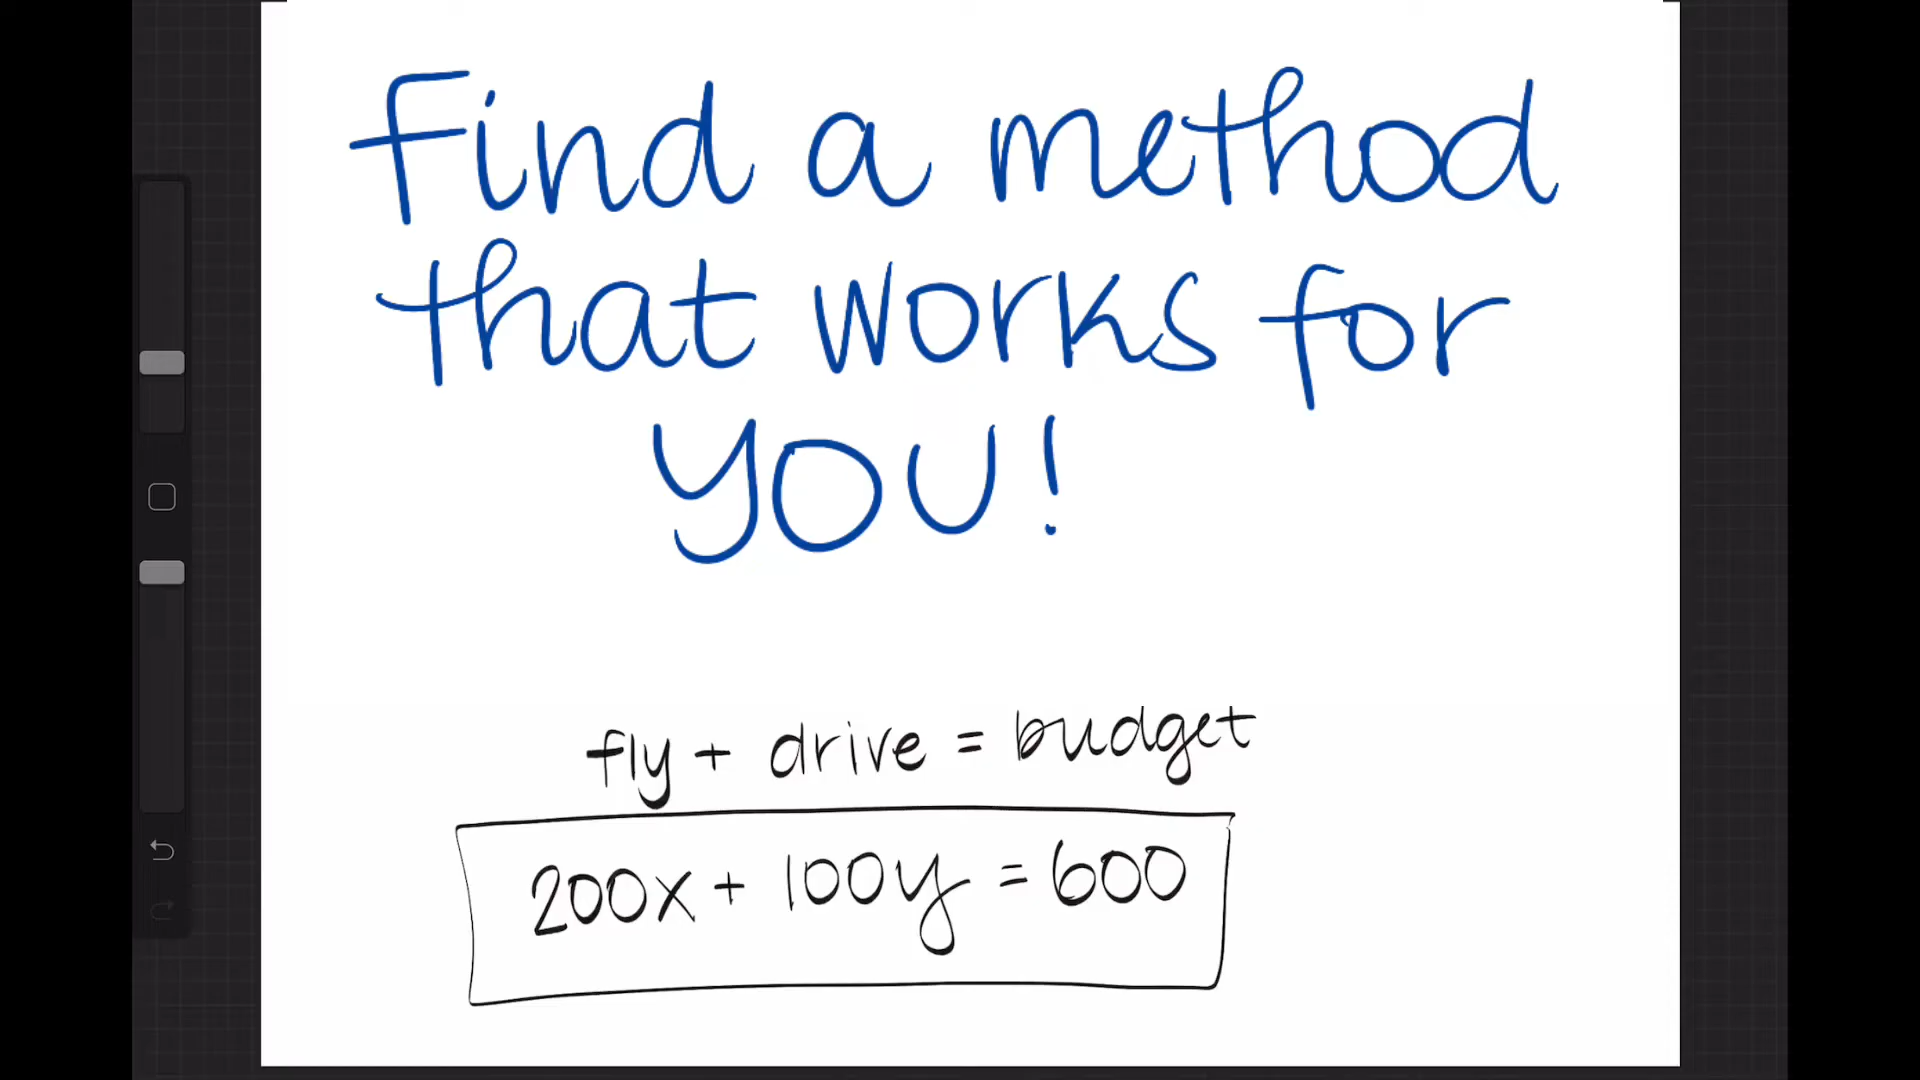 Find a method
that works for
you!
fly + drive = budget
200x + 100y = 600